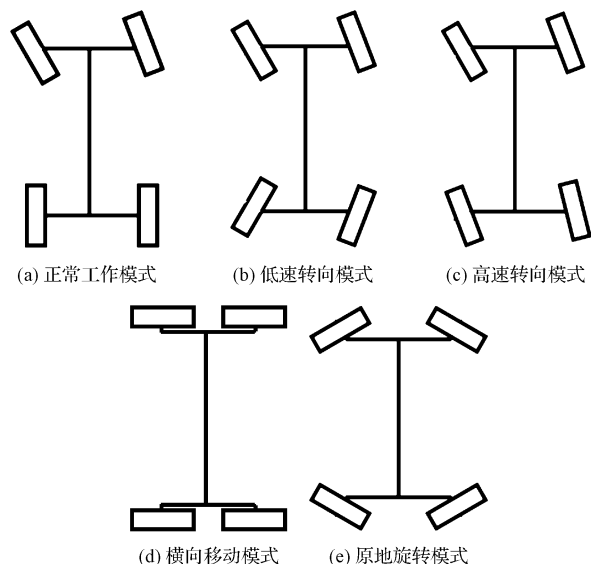 (a) 正常工作模式
(b) 低速转向模式
(c) 高速转向模式
(d) 横向移动模式
(e) 原地旋转模式